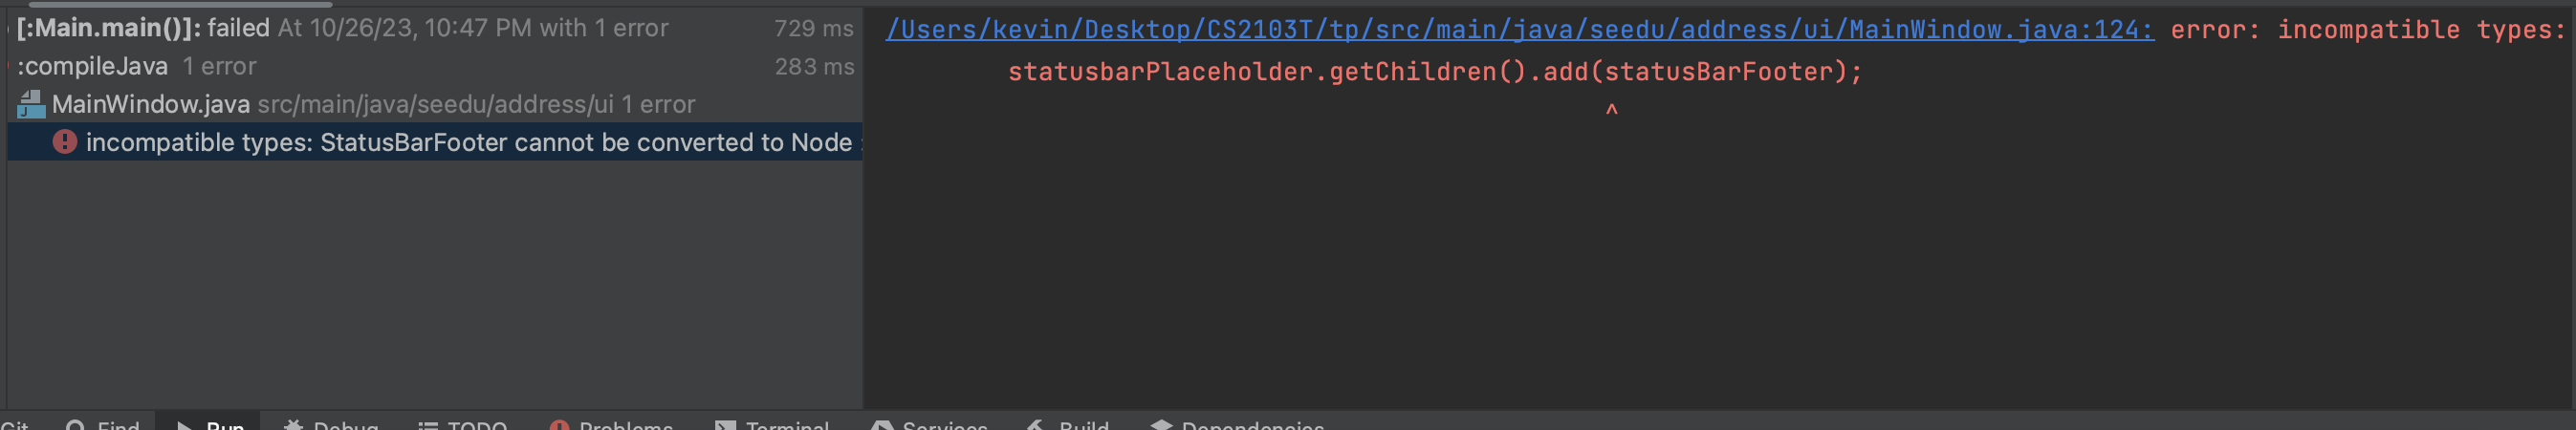 [:Main.main()]: failed At 10/26/23, 10:47 PM with 1 error 729 ms
:compileJava 1 error 283 ms
MainWindow.java src/main/java/seedu/address/ui 1 error
incompatible types: StatusBarFooter cannot be converted to Node :
/Users/kevin/Desktop/CS2103T/tp/src/main/java/seedu/address/ui/MainWindow.java:124: error: incompatible types:
statusbarPlaceholder.getChildren().add(statusBarFooter);
^
Git Find Run Debug TODO Problems Terminal Services Build Dependencies